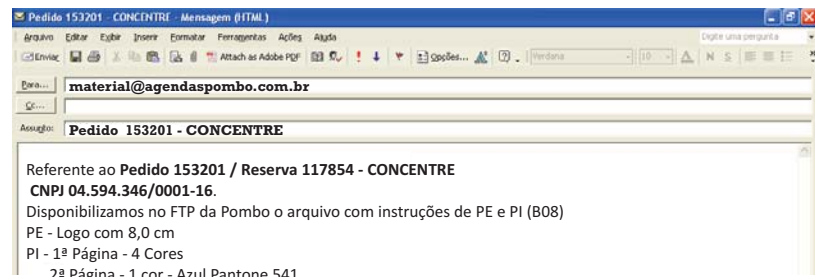 Pedido 153201 - CONCENTRE - Mensagem (HTML)
Arquivo Editar Exibir Inserir Formatar Ferramentas Ações Ajuda Digite uma pergunta
Enviar Attach as Adobe PDF Opções... Verdana 10 A N S
Para... material@agendaspombo.com.br
Cc...
Assunto: Pedido 153201 - CONCENTRE
Referente ao Pedido 153201 / Reserva 117854 - CONCENTRE
CNPJ 04.594.346/0001-16.
Disponibilizamos no FTP da Pombo o arquivo com instruções de PE e PI (B08)
PE - Logo com 8,0 cm
PI - 1ª Página - 4 Cores
2ª Página - 1 cor - Azul Pantone 541